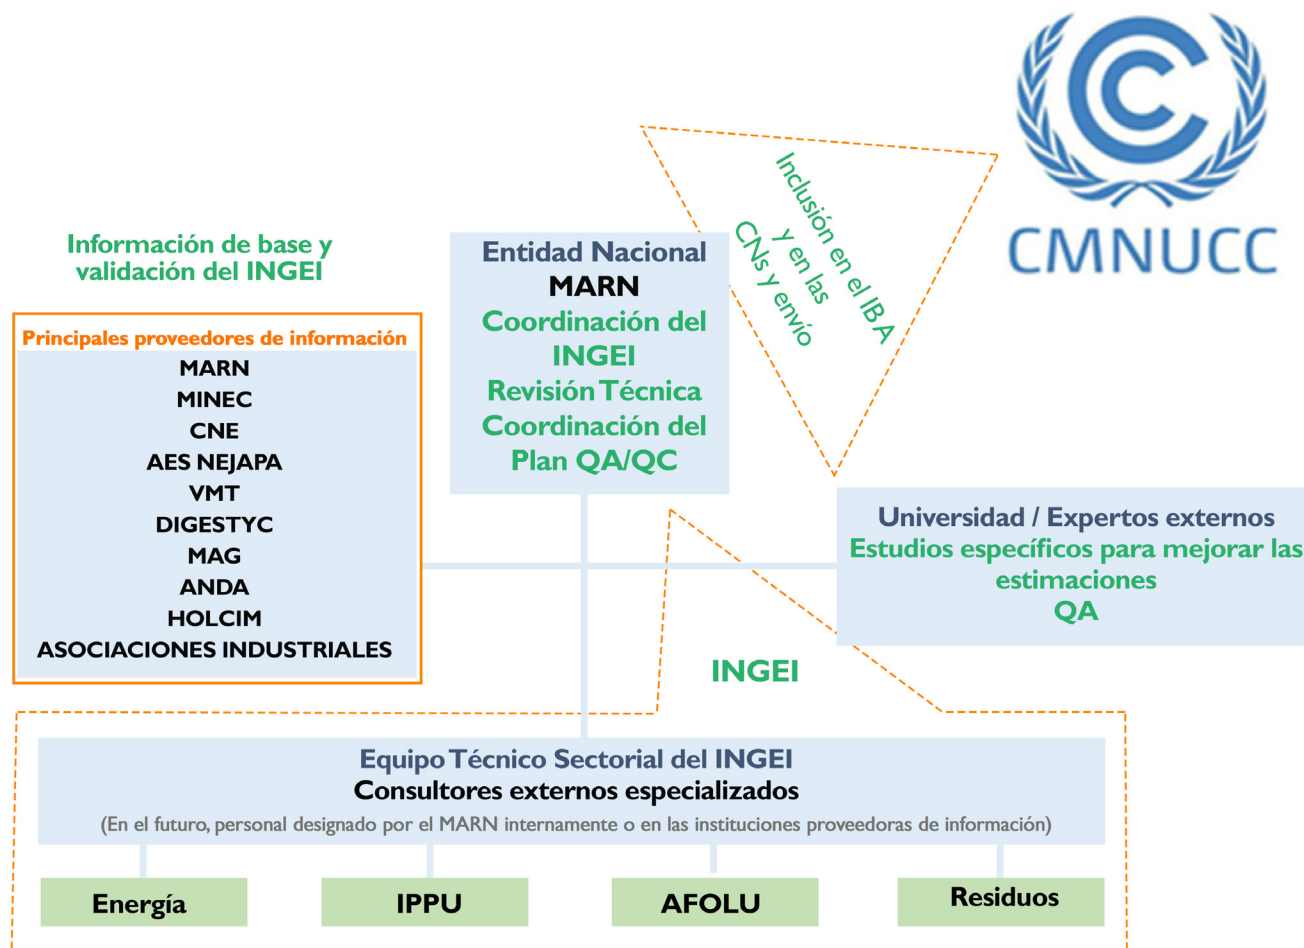 CMNUCC
Inclusión en el IBA
y en las
CNs y envío
Información de base y
validación del INGEI
Principales proveedores de información
MARN
MINEC
CNE
AES NEJAPA
VMT
DIGESTYC
MAG
ANDA
HOLCIM
ASOCIACIONES INDUSTRIALES
Entidad Nacional
MARN
Coordinación del
INGEI
Revisión Técnica
Coordinación del
Plan QA/QC
Universidad / Expertos externos
Estudios específicos para mejorar las
estimaciones
QA
INGEI
Equipo Técnico Sectorial del INGEI
Consultores externos especializados
(En el futuro, personal designado por el MARN internamente o en las instituciones proveedoras de información)
Energía
IPPU
AFOLU
Residuos